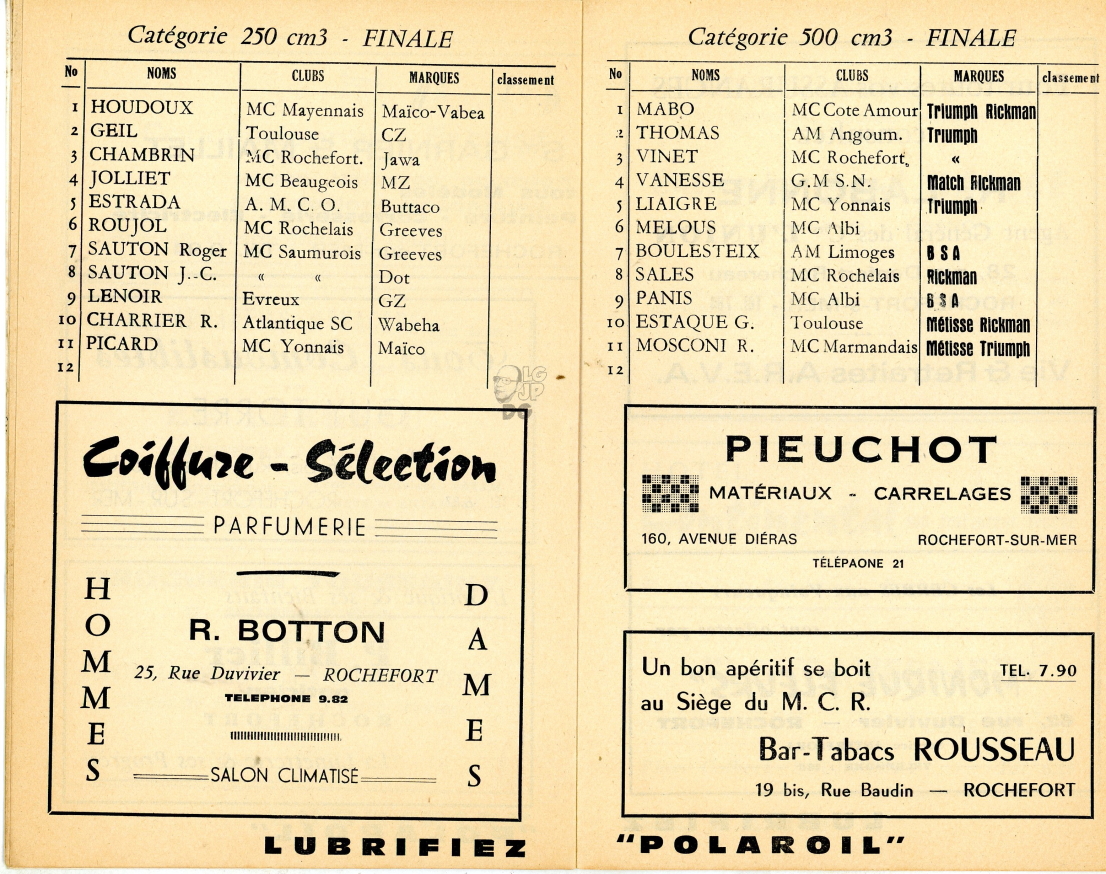 Catégorie 250 cm3 - FINALE
No NOMS CLUBS MARQUES classement
1 HOUDOUX MC Mayennais Maïco-Vabea
2 GEIL Toulouse CZ
3 CHAMBRIN MC Rochefort. Jawa
4 JOLLIET MC Beaugeois MZ
5 ESTRADA A. M. C. O. Buttaco
6 ROUJOL MC Rochelais Greeves
7 SAUTON Roger MC Saumurois Greeves
8 SAUTON J.-C. « « Dot
9 LENOIR Evreux GZ
10 CHARRIER R. Atlantique SC Wabeha
11 PICARD MC Yonnais Maïco
12
LG
JP
DC
Coiffure - Sélection
PARFUMERIE
HOMMES
DAMES
R. BOTTON
25, Rue Duvivier — ROCHEFORT
TELEPHONE 9.82
SALON CLIMATISÉ
LUBRIFIEZ
Catégorie 500 cm3 - FINALE
No NOMS CLUBS MARQUES classement
1 MABO MC Cote Amour Triumph Rickman
2 THOMAS AM Angoum. Triumph
3 VINET MC Rochefort. «
4 VANESSE G.M S.N. Match Rickman
5 LIAIGRE MC Yonnais Triumph
6 MELOUS MC Albi
7 BOULESTEIX AM Limoges B S A
8 SALES MC Rochelais Rickman
9 PANIS MC Albi B S A
10 ESTAQUE G. Toulouse Métisse Rickman
11 MOSCONI R. MC Marmandais Métisse Triumph
12
PIEUCHOT
MATÉRIAUX - CARRELAGES
160, AVENUE DIÉRAS ROCHEFORT-SUR-MER
TÉLÉPAONE 21
Un bon apéritif se boit TEL. 7.90
au Siège du M. C. R.
Bar-Tabacs ROUSSEAU
19 bis, Rue Baudin — ROCHEFORT
"POLAROIL"